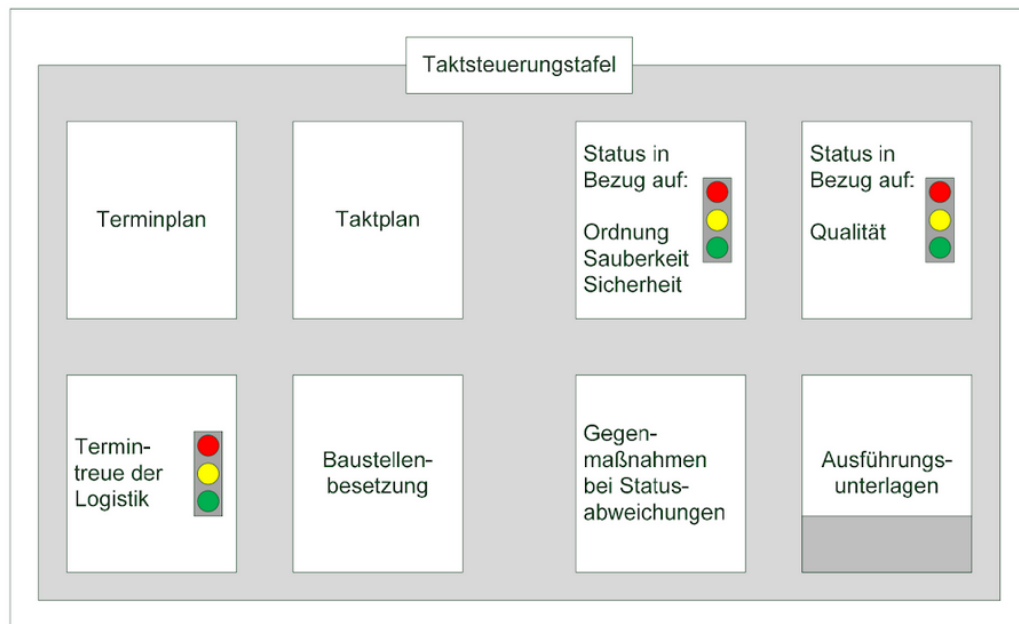 Taktsteuerungstafel
Terminplan
Taktplan
Status in
Bezug auf:
Ordnung
Sauberkeit
Sicherheit
Status in
Bezug auf:
Qualität
Termin-
treue der
Logistik
Baustellen-
besetzung
Gegen-
maßnahmen
bei Status-
abweichungen
Ausführungs-
unterlagen